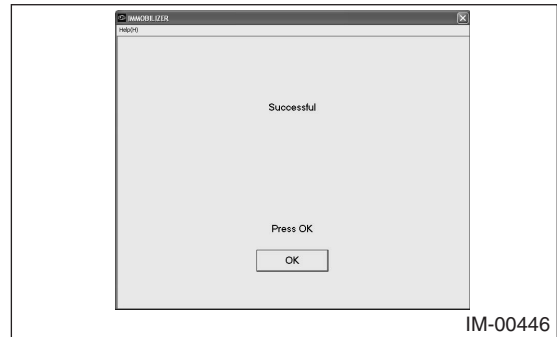 IMMOBILIZER
Help(H)
Successful
Press OK
OK
IM-00446